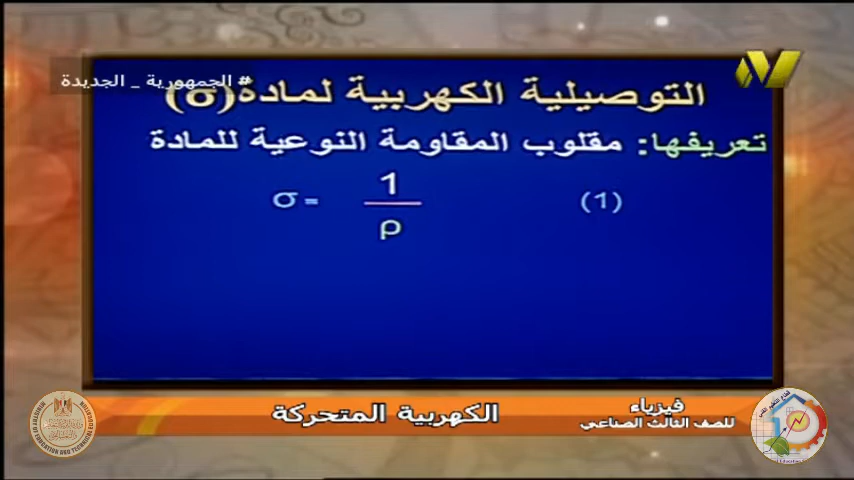 # الجمهورية _ الجديدة
التوصيلية الكهربية لمادة(σ)
تعريفها: مقلوب المقاومة النوعية للمادة
σ = 1 / ρ (1)
الكهربية المتحركة
فيزياء
للصف الثالث الصناعي